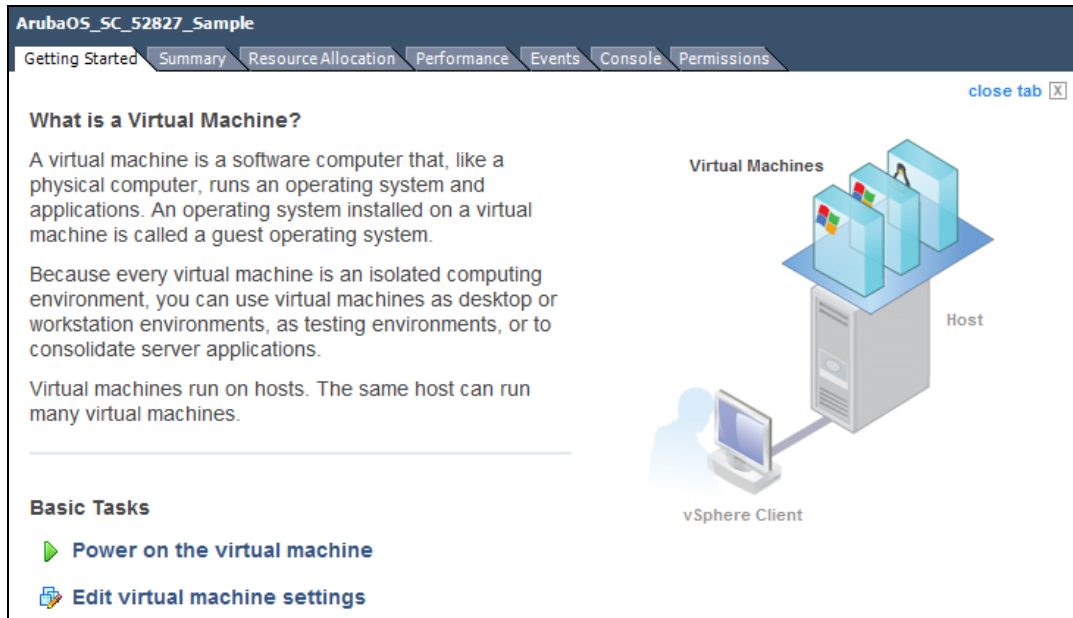 ArubaOS_SC_52827_Sample
Getting Started Summary Resource Allocation Performance Events Console Permissions
close tab X
What is a Virtual Machine?
A virtual machine is a software computer that, like a
physical computer, runs an operating system and
applications. An operating system installed on a virtual
machine is called a guest operating system.
Because every virtual machine is an isolated computing
environment, you can use virtual machines as desktop or
workstation environments, as testing environments, or to
consolidate server applications.
Virtual machines run on hosts. The same host can run
many virtual machines.
Virtual Machines
Host
vSphere Client
Basic Tasks
Power on the virtual machine
Edit virtual machine settings